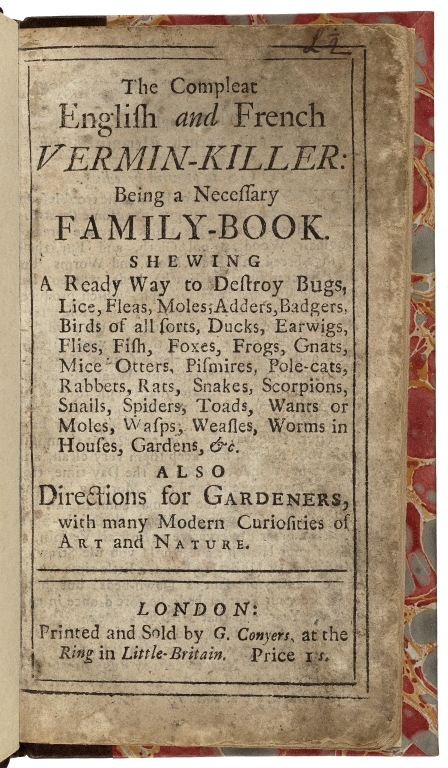 The Compleat
Engliſh and French
VERMIN-KILLER:
Being a Neceſſary
FAMILY-BOOK.
SHEWING
A Ready Way to Deſtroy Bugs,
Lice, Fleas, Moles, Adders, Badgers,
Birds of all ſorts, Ducks, Earwigs,
Flies, Fiſh, Foxes, Frogs, Gnats,
Mice Otters, Piſmires, Pole-cats,
Rabbets, Rats, Snakes, Scorpions,
Snails, Spiders, Toads, Wants or
Moles, Waſps, Weaſles, Worms in
Houſes, Gardens, &c.
ALSO
Directions for GARDENERS,
with many Modern Curioſities of
ART and NATURE.
LONDON:
Printed and Sold by G. Conyers, at the
Ring in Little-Britain. Price 1s.